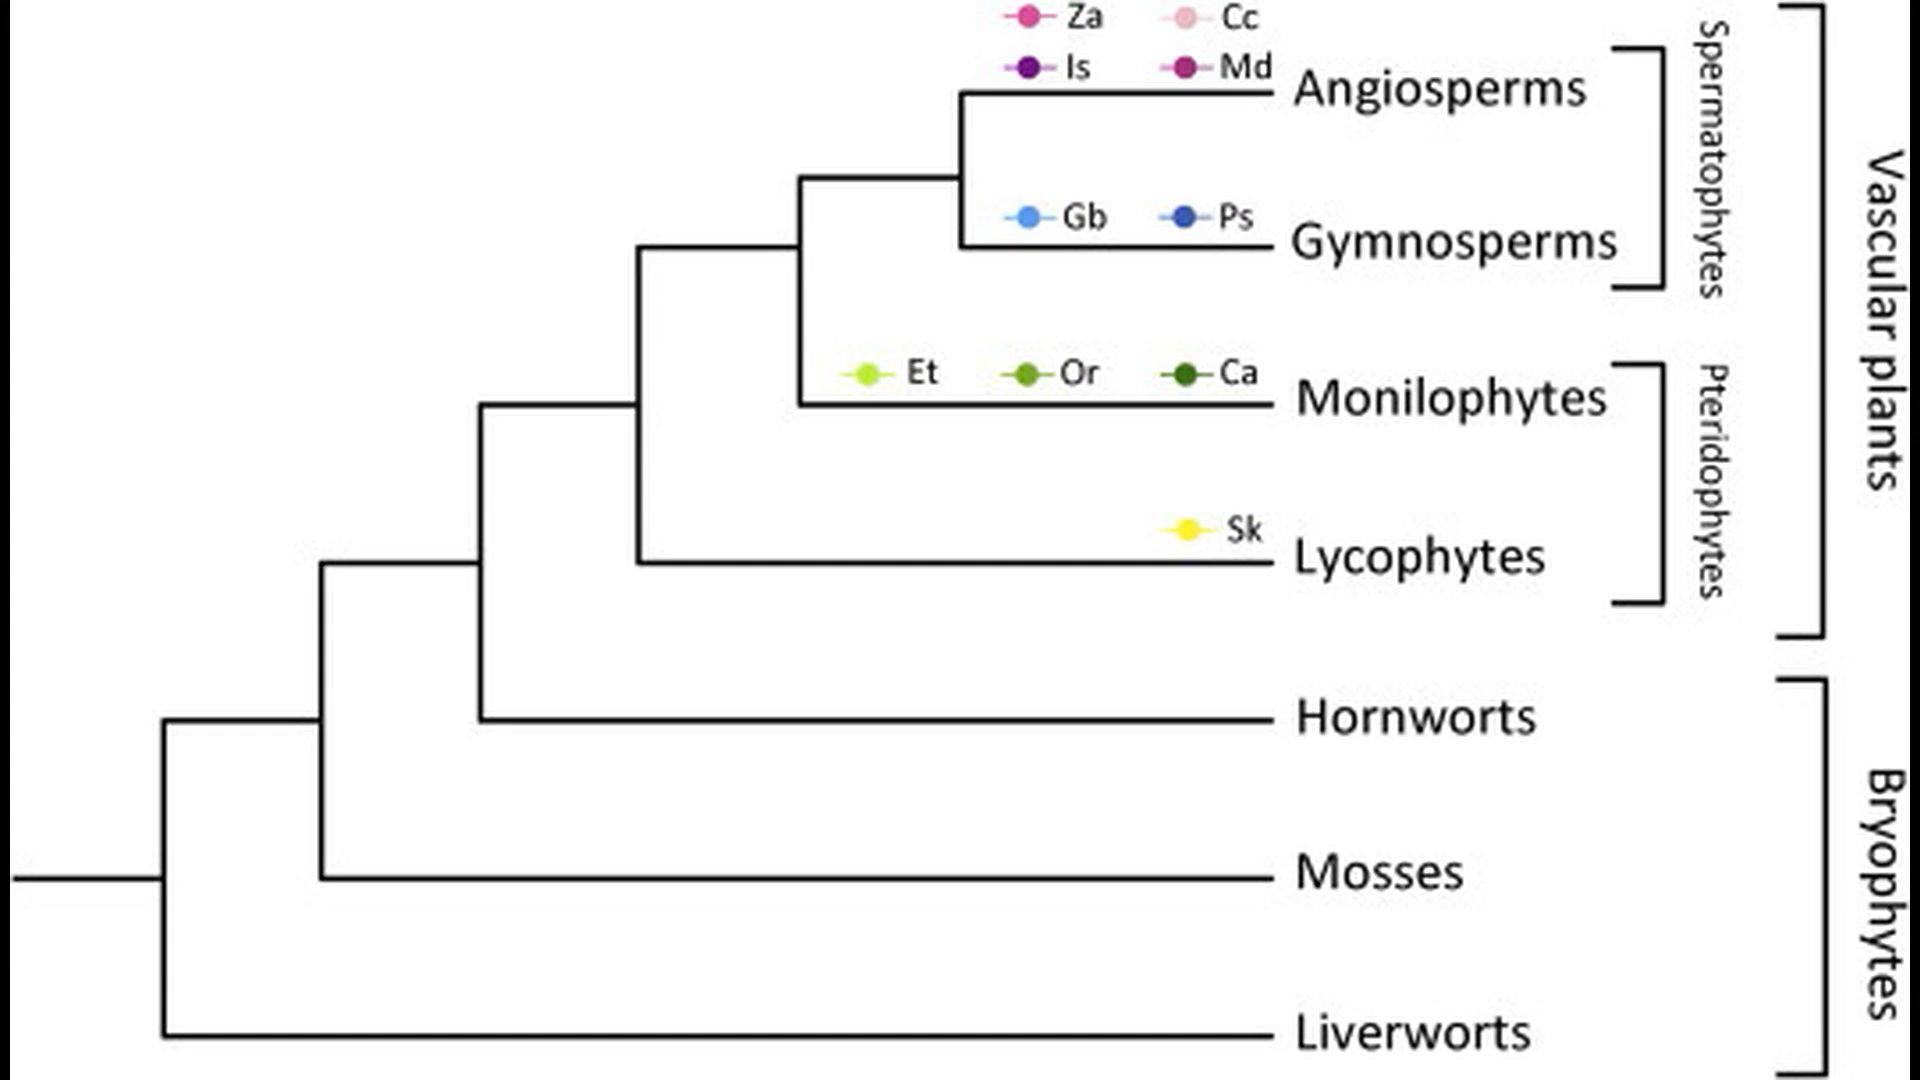 Za Cc
Is Md
Angiosperms
Gb Ps
Gymnosperms
Spermatophytes
Et Or Ca
Monilophytes
Sk
Lycophytes
Pteridophytes
Vascular plants
Hornworts
Mosses
Liverworts
Bryophytes